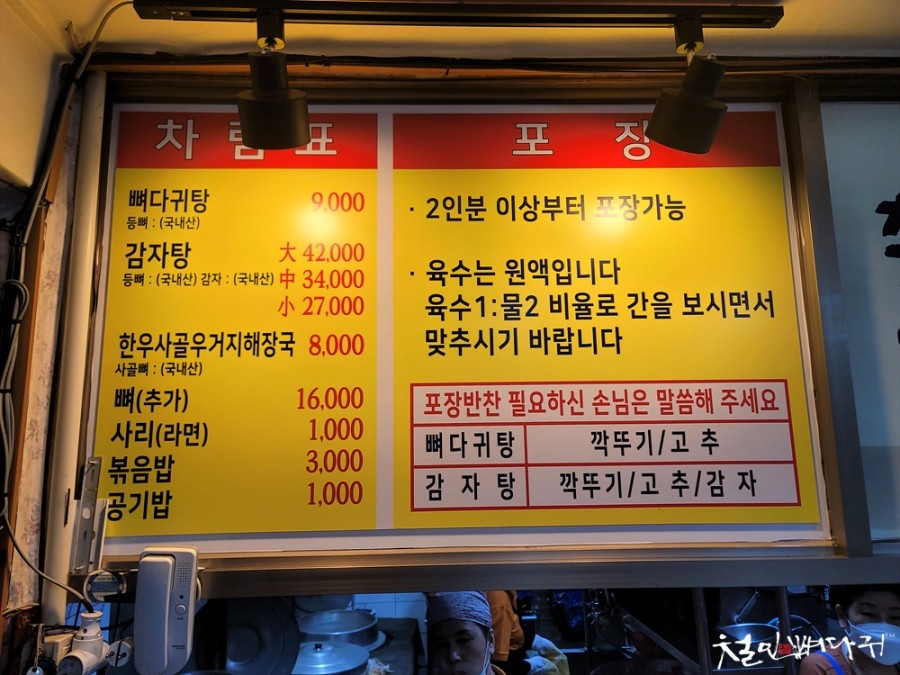 차림표
뼈다귀탕 9,000
등뼈 : (국내산)
감자탕 大 42,000
등뼈 : (국내산) 감자 : (국내산) 中 34,000
小 27,000
한우사골우거지해장국 8,000
사골뼈 : (국내산)
뼈(추가) 16,000
사리(라면) 1,000
볶음밥 3,000
공기밥 1,000
포장
· 2인분 이상부터 포장가능
· 육수는 원액입니다
육수1:물2 비율로 간을 보시면서
맞추시기 바랍니다
포장반찬 필요하신 손님은 말씀해 주세요
뼈다귀탕 깍뚜기/고추
감자탕 깍뚜기/고추/감자